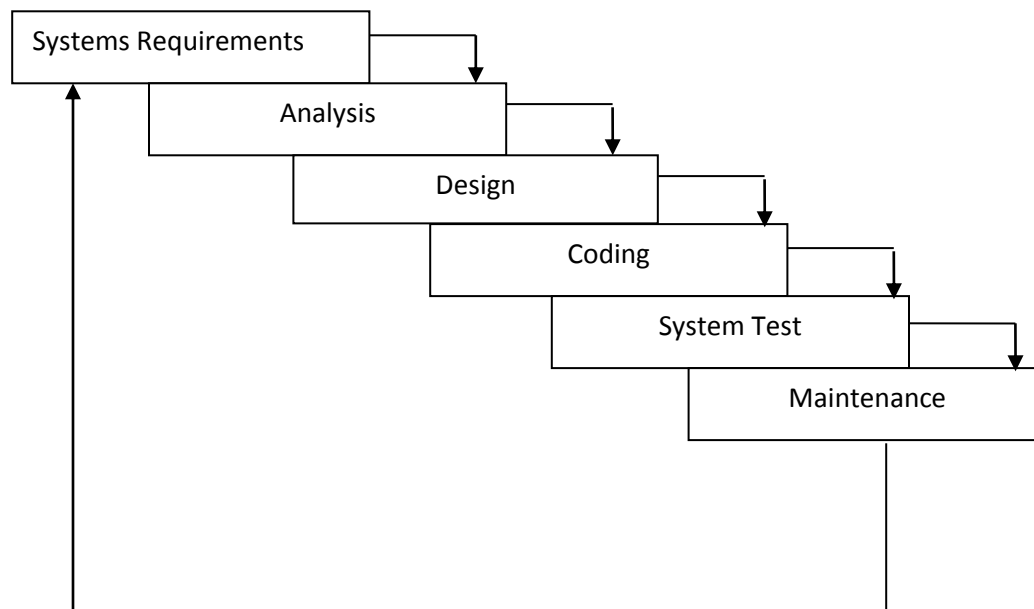 Systems Requirements
Analysis
Design
Coding
System Test
Maintenance